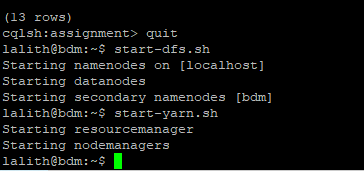 (13 rows)
cqlsh:assignment> quit
lalith@bdm:~$ start-dfs.sh
Starting namenodes on [localhost]
Starting datanodes
Starting secondary namenodes [bdm]
lalith@bdm:~$ start-yarn.sh
Starting resourcemanager
Starting nodemanagers
lalith@bdm:~$